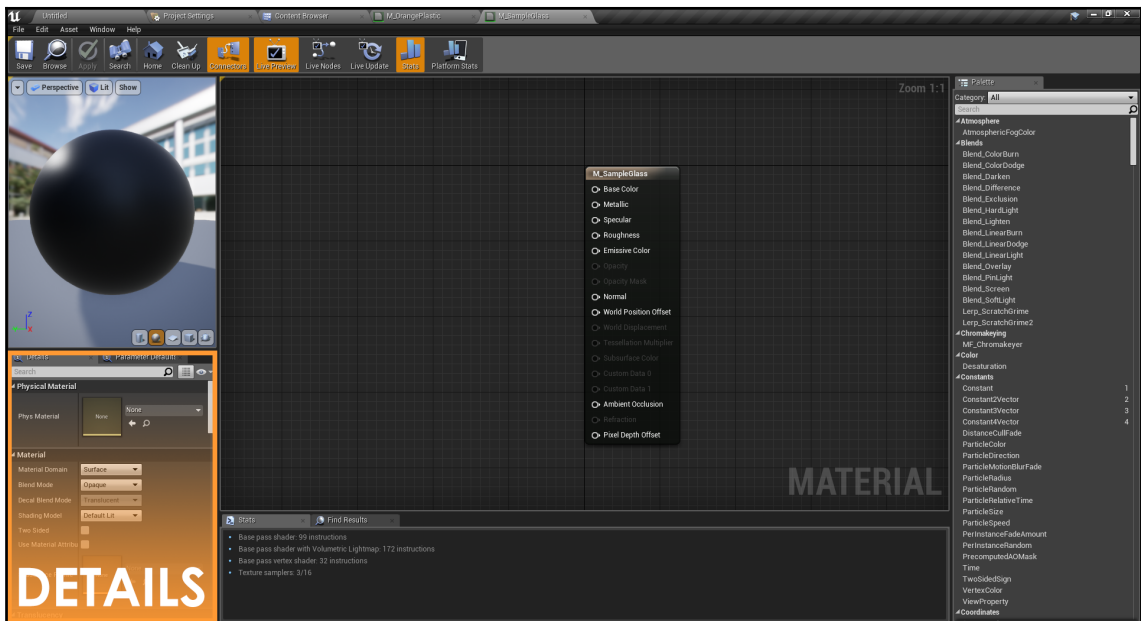 Untitled Project Settings Content Browser M_OrangePlastic M_SampleGlass
File Edit Asset Window Help
Save Browse Apply Search Home Clean Up Connectors Live Preview Live Nodes Live Update Stats Platform Stats
Perspective Lit Show
Zoom 1:1
Palette
Category: All
Search
Atmosphere
AtmosphericFogColor
Blends
Blend_ColorBurn
Blend_ColorDodge
Blend_Darken
Blend_Difference
Blend_Exclusion
Blend_HardLight
Blend_Lighten
Blend_LinearBurn
Blend_LinearDodge
Blend_LinearLight
Blend_Overlay
Blend_PinLight
Blend_Screen
Blend_SoftLight
Lerp_ScratchGrime
Lerp_ScratchGrime2
Chromakeying
MF_Chromakeyer
Color
Desaturation
Constants
Constant 1
Constant2Vector 2
Constant3Vector 3
Constant4Vector 4
DistanceCullFade
ParticleColor
ParticleDirection
ParticleMotionBlurFade
ParticleRadius
ParticleRandom
ParticleRelativeTime
ParticleSize
ParticleSpeed
PerInstanceFadeAmount
PerInstanceRandom
PrecomputedAOMask
Time
TwoSidedSign
VertexColor
ViewProperty
Coordinates
M_SampleGlass
Base Color
Metallic
Specular
Roughness
Emissive Color
Opacity
Opacity Mask
Normal
World Position Offset
World Displacement
Tessellation Multiplier
Subsurface Color
Custom Data 0
Custom Data 1
Ambient Occlusion
Refraction
Pixel Depth Offset
MATERIAL
Z
X
Details Parameter Defaults
Search
Physical Material
Phys Material None None
Material
Material Domain Surface
Blend Mode Opaque
Decal Blend Mode Translucent
Shading Model Default Lit
Two Sided
Use Material Attribu
DETAILS
Stats Find Results
Base pass shader: 99 instructions
Base pass shader with Volumetric Lightmap: 172 instructions
Base pass vertex shader: 32 instructions
Texture samplers: 3/16